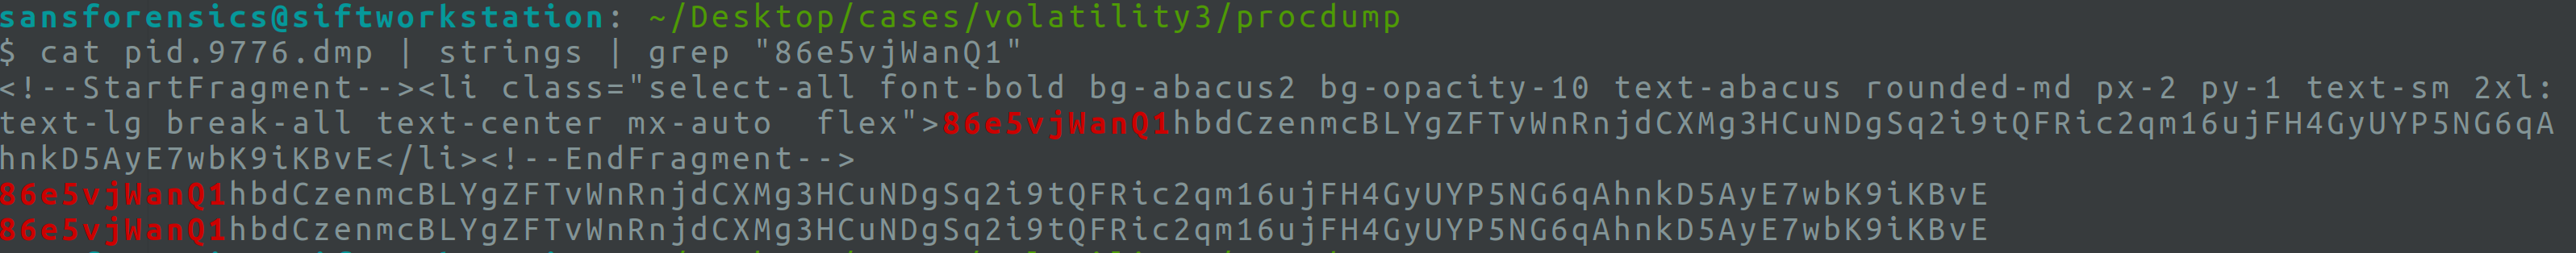 sansforensics@siftworkstation: ~/Desktop/cases/volatility3/procdump
$ cat pid.9776.dmp | strings | grep "86e5vjWanQ1"
<!--StartFragment--><li class="select-all font-bold bg-abacus2 bg-opacity-10 text-abacus rounded-md px-2 py-1 text-sm 2xl:
text-lg break-all text-center mx-auto  flex">86e5vjWanQ1hbdCzenmcBLYgZFTvWnRnjdCXMg3HCuNDgSq2i9tQFRic2qm16ujFH4GyUYP5NG6qA
hnkD5AyE7wbK9iKBvE</li><!--EndFragment-->
86e5vjWanQ1hbdCzenmcBLYgZFTvWnRnjdCXMg3HCuNDgSq2i9tQFRic2qm16ujFH4GyUYP5NG6qAhnkD5AyE7wbK9iKBvE
86e5vjWanQ1hbdCzenmcBLYgZFTvWnRnjdCXMg3HCuNDgSq2i9tQFRic2qm16ujFH4GyUYP5NG6qAhnkD5AyE7wbK9iKBvE